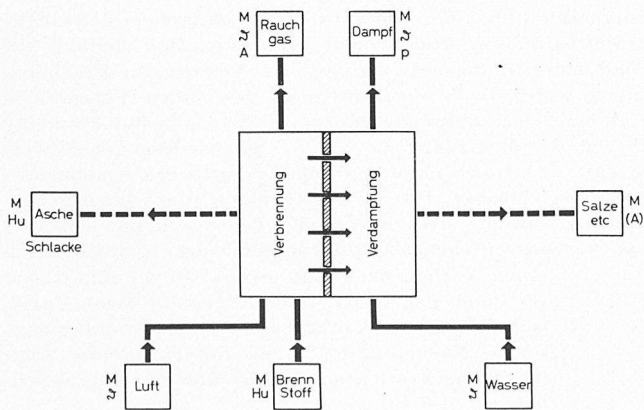 M
ϑ
A
Rauch
gas
Dampf
M
ϑ
p
Verbrennung
Verdampfung
M
Hu
Asche
Schlacke
Salze
etc
M
(A)
M
ϑ
Luft
M
Hu
Brenn
Stoff
M
ϑ
Wasser